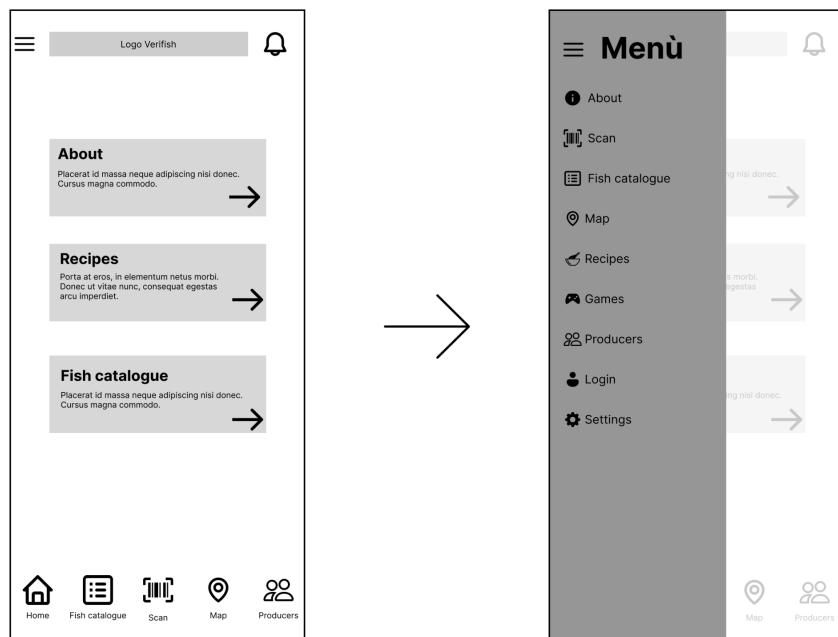 Logo Verifish
About
Placerat id massa neque adipiscing nisi donec.
Cursus magna commodo.
Recipes
Porta at eros, in elementum netus morbi.
Donec ut vitae nunc, consequat egestas
arcu imperdiet.
Fish catalogue
Placerat id massa neque adipiscing nisi donec.
Cursus magna commodo.
Home
Fish catalogue
Scan
Map
Producers
Menù
About
Scan
Fish catalogue
Map
Recipes
Games
Producers
Login
Settings
ng nisi donec.
s morbi.
egestas
ing nisi donec.
Map
Producers